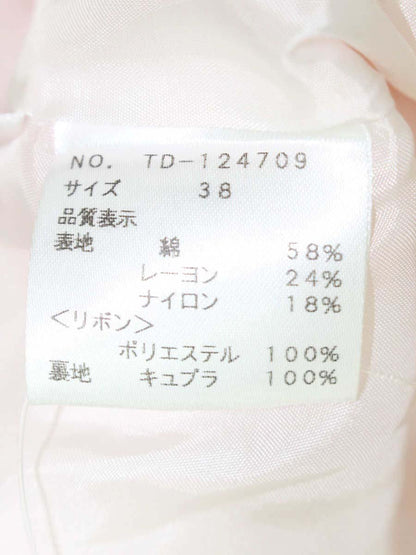 NO. TD-124709
サイズ 38
品質表示
表地 綿 58%
レーヨン 24%
ナイロン 18%
＜リボン＞
ポリエステル 100%
裏地 キュプラ 100%